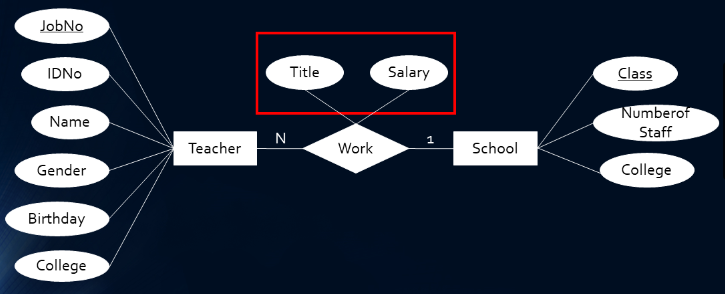 JobNo
IDNo
Name
Gender
Birthday
College
Teacher
N
Title
Salary
Work
1
School
Class
Numberof
Staff
College